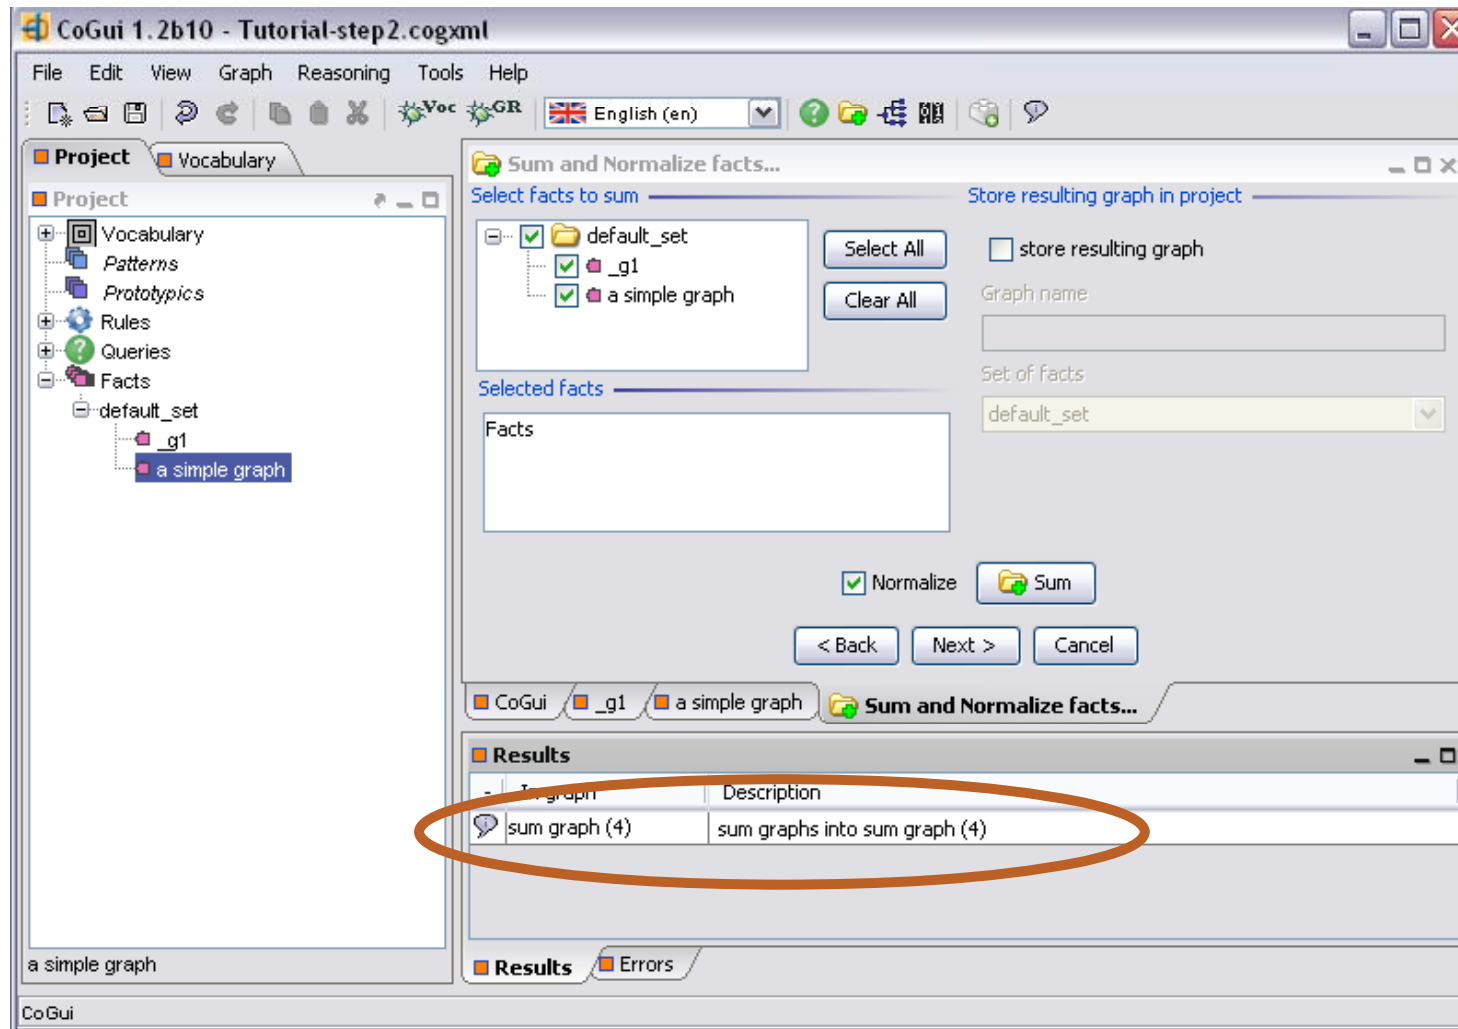 CoGui 1.2b10 - Tutorial-step2.cogxml
File Edit View Graph Reasoning Tools Help
Voc GR English (en)
Project Vocabulary
Project
Vocabulary
Patterns
Prototypics
Rules
Queries
Facts
default_set
_g1
a simple graph
a simple graph
Sum and Normalize facts...
Select facts to sum
default_set
_g1
a simple graph
Select All
Clear All
Store resulting graph in project
store resulting graph
Graph name
Set of facts
default_set
Selected facts
Facts
Normalize Sum
< Back Next > Cancel
CoGui _g1 a simple graph Sum and Normalize facts...
Results
- In graph Description
sum graph (4) sum graphs into sum graph (4)
Results Errors
CoGui